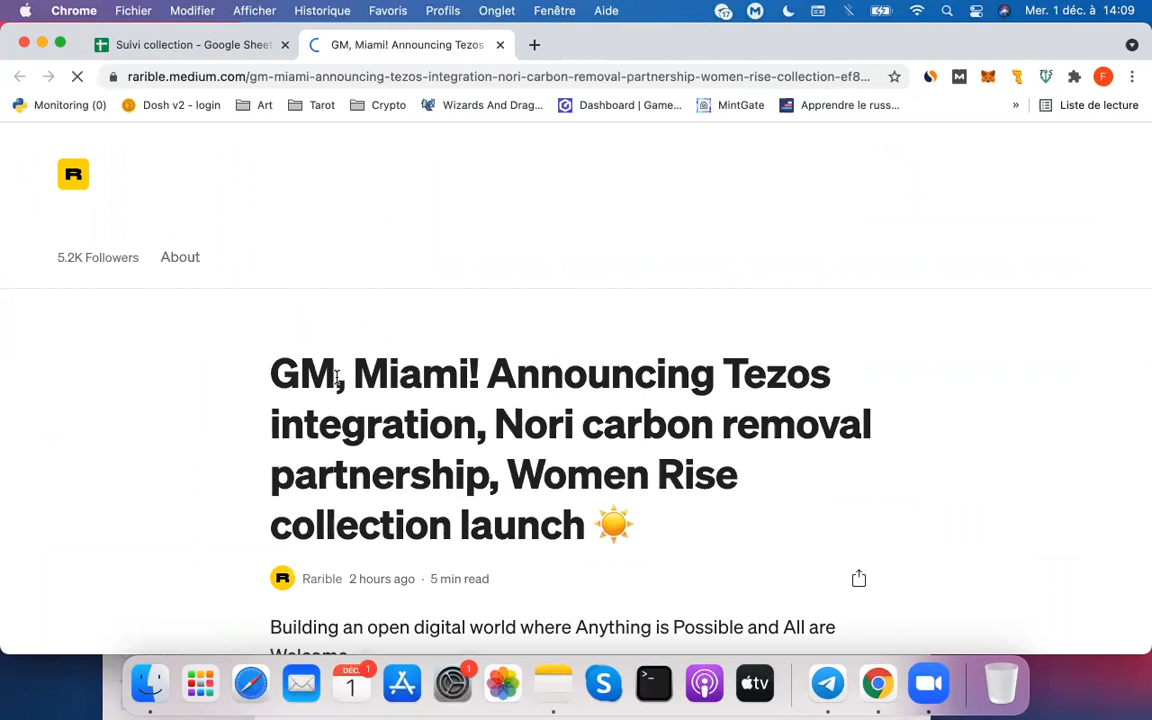 Chrome Fichier Modifier Afficher Historique Favoris Profils Onglet Fenêtre Aide 17 M Mer. 1 déc. à 14:09
Suivi collection - Google Sheet GM, Miami! Announcing Tezos
rarible.medium.com/gm-miami-announcing-tezos-integration-nori-carbon-removal-partnership-women-rise-collection-ef8... M F
Monitoring (0) Dosh v2 - login Art Tarot Crypto Wizards And Drag... Dashboard | Game... MintGate Apprendre le russ... » Liste de lecture
R
5.2K Followers About
GM, Miami! Announcing Tezos
integration, Nori carbon removal
partnership, Women Rise
collection launch ☀️
R Rarible 2 hours ago · 5 min read
Building an open digital world where Anything is Possible and All are
DÉC. 1 1
1 S tv